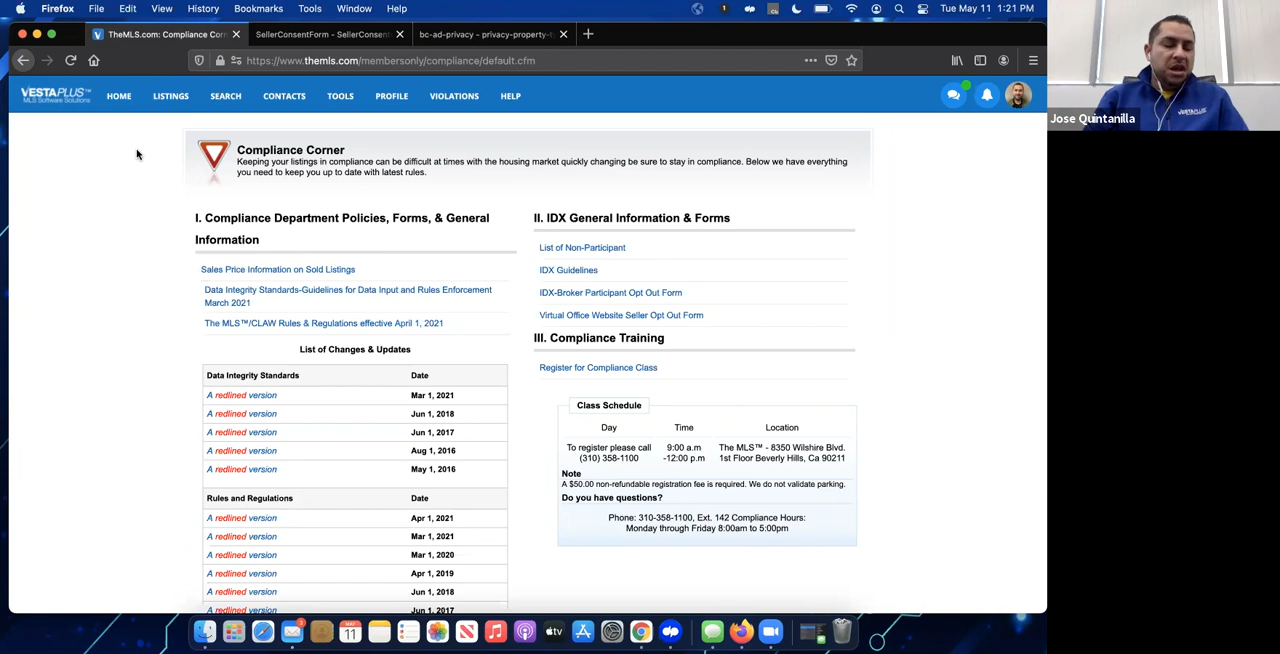 Firefox File Edit View History Bookmarks Tools Window Help
1
Tue May 11 1:21 PM
TheMLS.com: Compliance Corn
SellerConsentForm - SellerConsent
bc-ad-privacy - privacy-property-t
https://www.themls.com/membersonly/compliance/default.cfm
VESTAPLUS™
MLS Software Solutions
HOME LISTINGS SEARCH CONTACTS TOOLS PROFILE VIOLATIONS HELP
Jose Quintanilla
VESTAPLUS
Compliance Corner
Keeping your listings in compliance can be difficult at times with the housing market quickly changing be sure to stay in compliance. Below we have everything
you need to keep you up to date with latest rules.
I. Compliance Department Policies, Forms, & General
Information
Sales Price Information on Sold Listings
Data Integrity Standards-Guidelines for Data Input and Rules Enforcement
March 2021
The MLS™/CLAW Rules & Regulations effective April 1, 2021
List of Changes & Updates
Data Integrity Standards Date
A redlined version Mar 1, 2021
A redlined version Jun 1, 2018
A redlined version Jun 1, 2017
A redlined version Aug 1, 2016
A redlined version May 1, 2016
Rules and Regulations Date
A redlined version Apr 1, 2021
A redlined version Mar 1, 2021
A redlined version Mar 1, 2020
A redlined version Apr 1, 2019
A redlined version Jun 1, 2018
A redlined version Jun 1, 2017
II. IDX General Information & Forms
List of Non-Participant
IDX Guidelines
IDX-Broker Participant Opt Out Form
Virtual Office Website Seller Opt Out Form
III. Compliance Training
Register for Compliance Class
Class Schedule
Day Time Location
To register please call 9:00 a.m The MLS™ - 8350 Wilshire Blvd.
(310) 358-1100 -12:00 p.m 1st Floor Beverly Hills, Ca 90211
Note
A $50.00 non-refundable registration fee is required. We do not validate parking.
Do you have questions?
Phone: 310-358-1100, Ext. 142 Compliance Hours:
Monday through Friday 8:00am to 5:00pm
MAY
11
tv